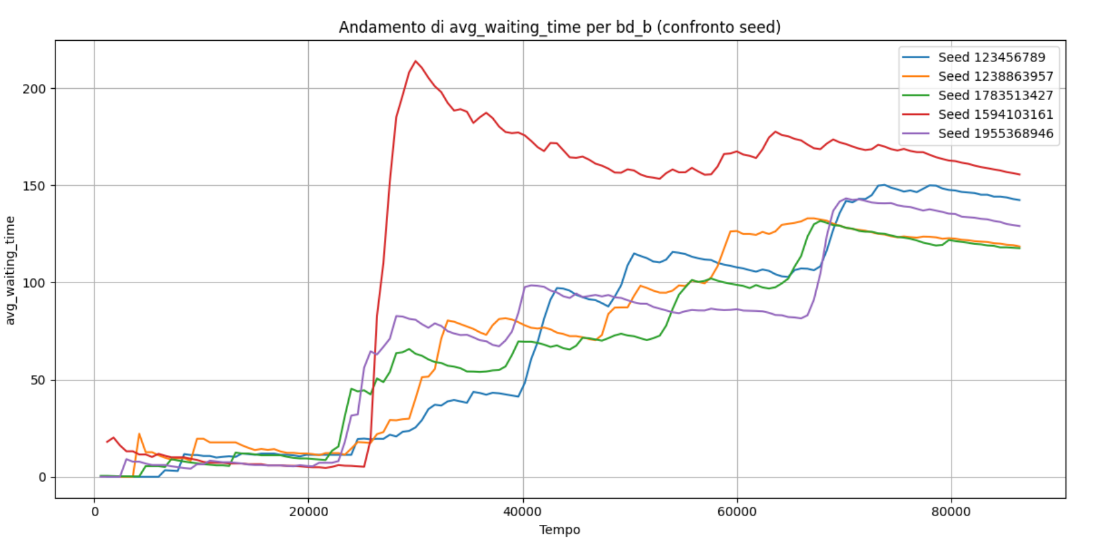 Andamento di avg_waiting_time per bd_b (confronto seed)
Seed 123456789
Seed 1238863957
Seed 1783513427
Seed 1594103161
Seed 1955368946
avg_waiting_time
200
150
100
50
0
0 20000 40000 60000 80000
Tempo